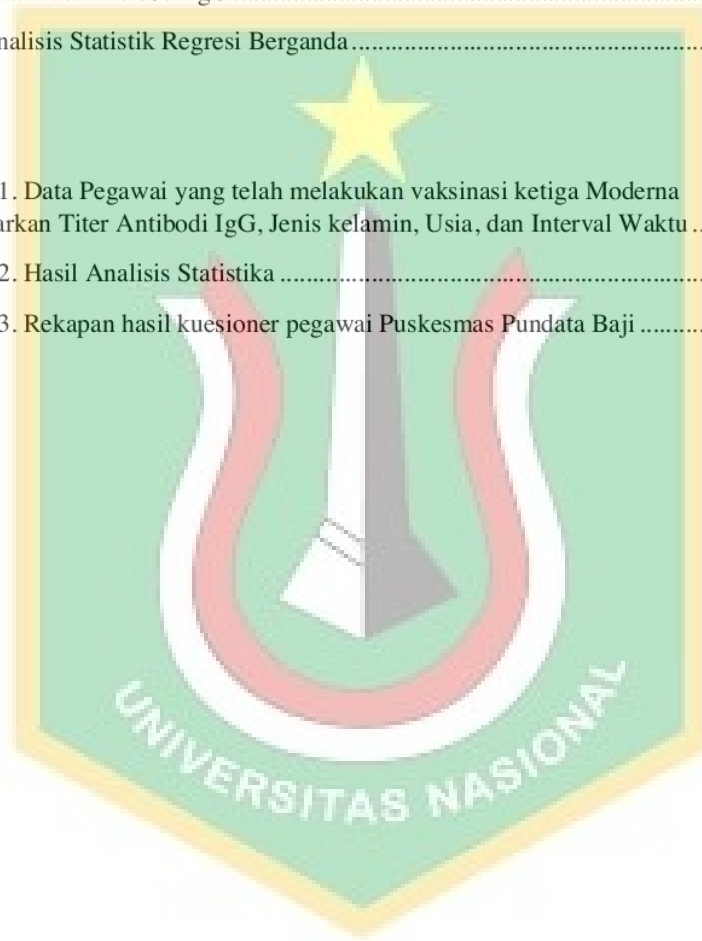 nalisis Statistik Regresi Berganda
1. Data Pegawai yang telah melakukan vaksinasi ketiga Moderna
arkan Titer Antibodi IgG, Jenis kelamin, Usia, dan Interval Waktu
2. Hasil Analisis Statistika
3. Rekapan hasil kuesioner pegawai Puskesmas Pundata Baji
UNIVERSITAS NASIONAL